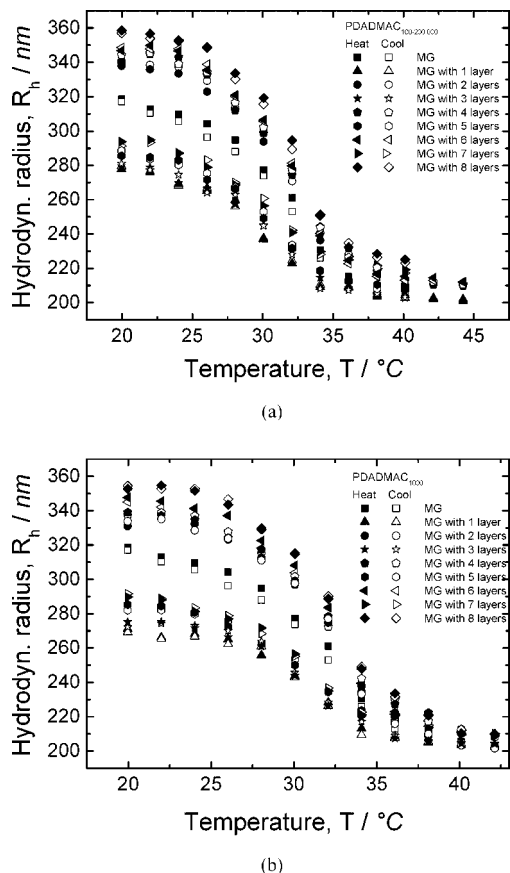 360
340
320
300
280
260
240
220
200
Hydrodyn. radius, Rh / nm
PDADMAC100-200 000
Heat Cool
MG
MG with 1 layer
MG with 2 layers
MG with 3 layers
MG with 4 layers
MG with 5 layers
MG with 6 layers
MG with 7 layers
MG with 8 layers
20 25 30 35 40 45
Temperature, T / °C
(a)
360
340
320
300
280
260
240
220
200
Hydrodyn. radius, Rh / nm
PDADMAC1000
Heat Cool
MG
MG with 1 layer
MG with 2 layers
MG with 3 layers
MG with 4 layers
MG with 5 layers
MG with 6 layers
MG with 7 layers
MG with 8 layers
20 25 30 35 40
Temperature, T / °C
(b)